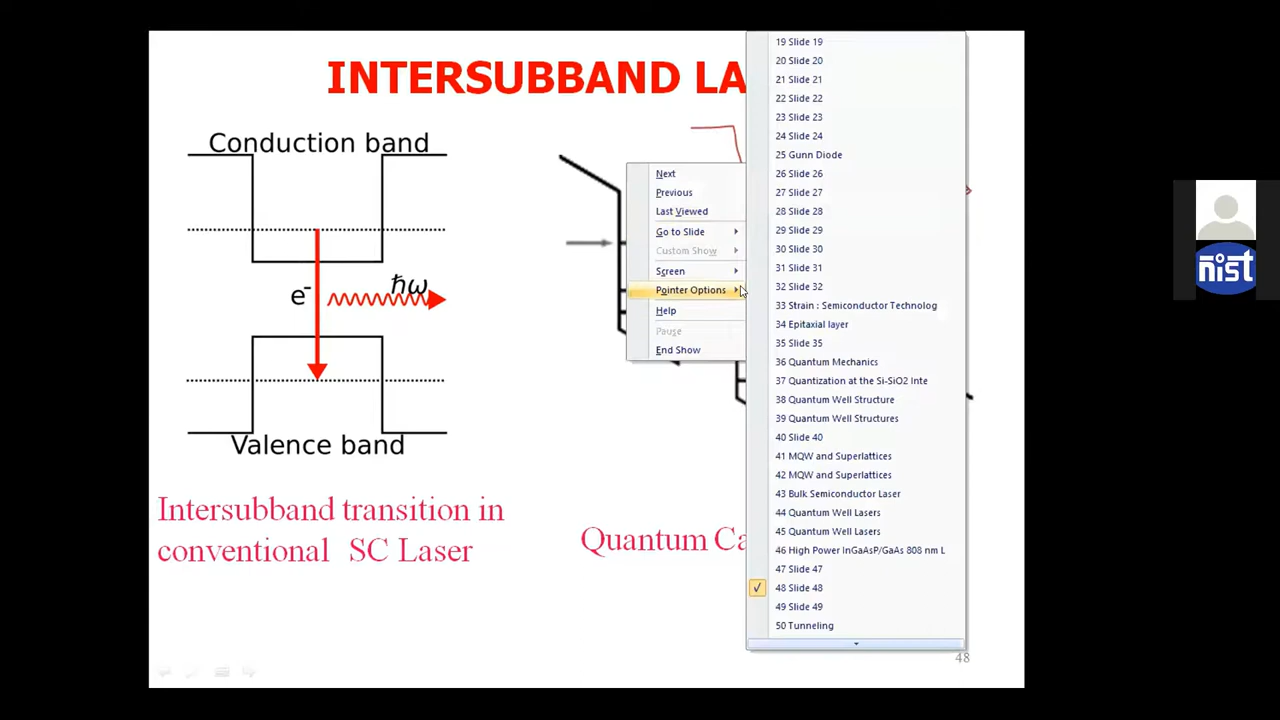 INTERSUBBAND LA
Conduction band
e-
ħω
Valence band
Intersubband transition in
conventional SC Laser
Quantum Ca
Next
Previous
Last Viewed
Go to Slide
Custom Show
Screen
Pointer Options
Help
Pause
End Show
19 Slide 19
20 Slide 20
21 Slide 21
22 Slide 22
23 Slide 23
24 Slide 24
25 Gunn Diode
26 Slide 26
27 Slide 27
28 Slide 28
29 Slide 29
30 Slide 30
31 Slide 31
32 Slide 32
33 Strain : Semiconductor Technolog
34 Epitaxial layer
35 Slide 35
36 Quantum Mechanics
37 Quantization at the Si-SiO2 Inte
38 Quantum Well Structure
39 Quantum Well Structures
40 Slide 40
41 MQW and Superlattices
42 MQW and Superlattices
43 Bulk Semiconductor Laser
44 Quantum Well Lasers
45 Quantum Well Lasers
46 High Power InGaAsP/GaAs 808 nm L
47 Slide 47
48 Slide 48
49 Slide 49
50 Tunneling
48
nist